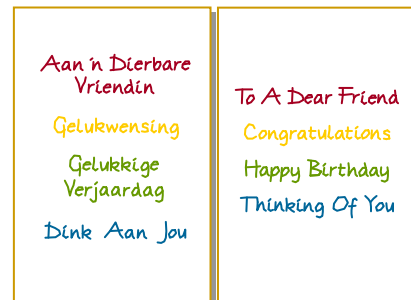 Aan 'n Dierbare
Vriendin
Gelukwensing
Gelukkige
Verjaardag
Dink Aan Jou
To A Dear Friend
Congratulations
Happy Birthday
Thinking Of You